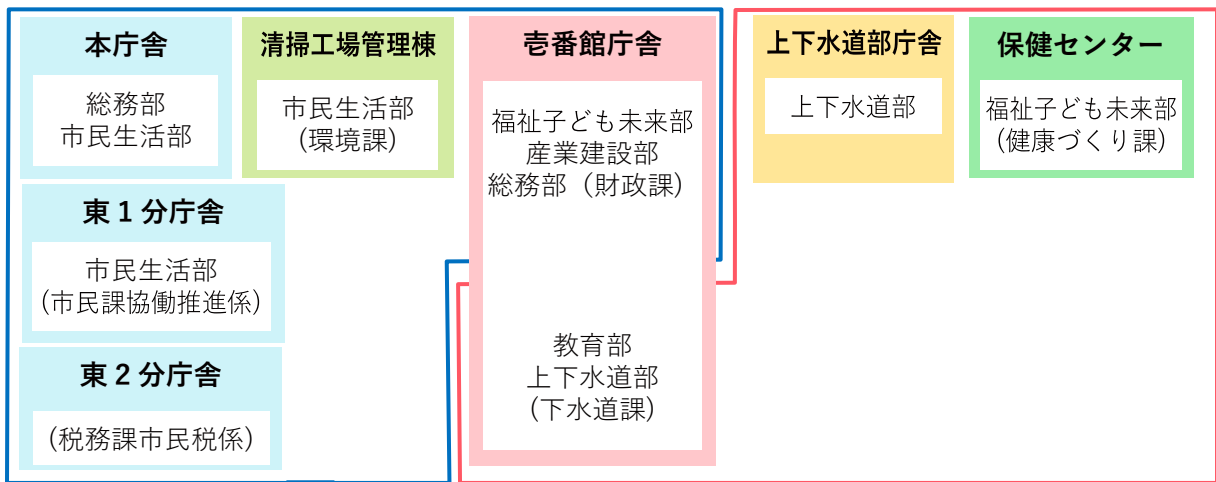 本庁舎
総務部
市民生活部
清掃工場管理棟
市民生活部
(環境課)
壱番館庁舎
福祉子ども未来部
産業建設部
総務部（財政課）
教育部
上下水道部
(下水道課)
上下水道部庁舎
上下水道部
保健センター
福祉子ども未来部
(健康づくり課)
東１分庁舎
市民生活部
(市民課協働推進係)
東２分庁舎
(税務課市民税係)